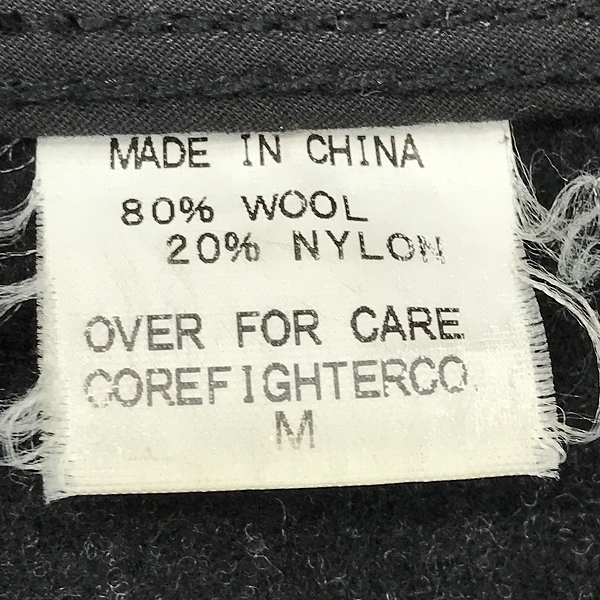 MADE IN CHINA
80% WOOL
20% NYLON
OVER FOR CARE
COREFIGHTERCO.
M